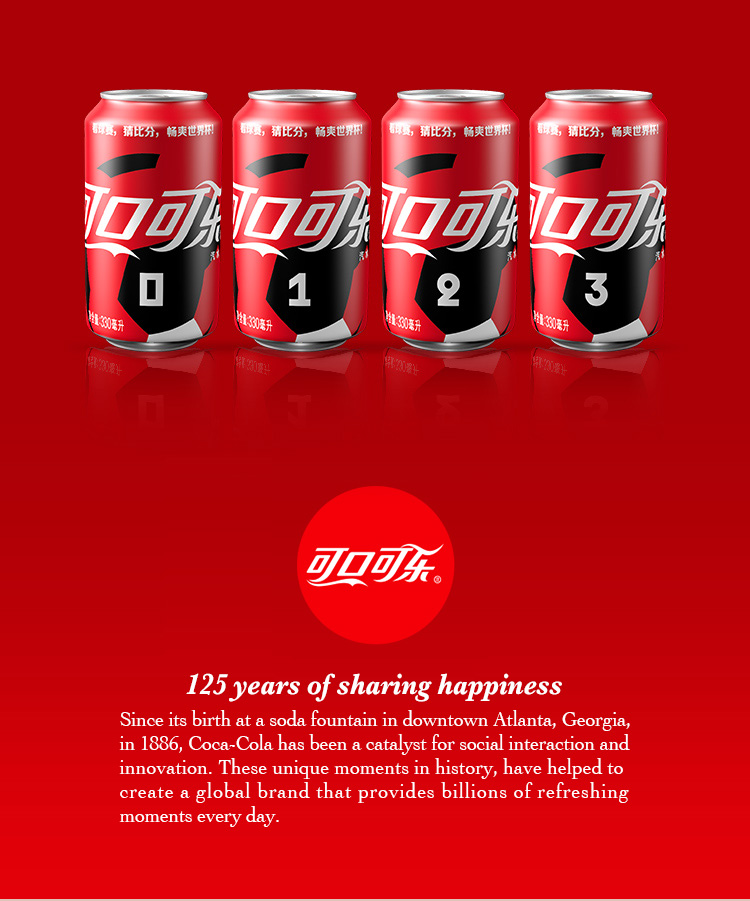 看球赛，猜比分，畅爽世界杯！
看球赛，猜比分，畅爽世界杯！
看球赛，猜比分，畅爽世界杯！
看球赛，猜比分，畅爽世界杯！
可口可乐
可口可乐
可口可乐
可口可乐
汽水
汽水
0
1
2
3
净含量:330毫升
净含量:330毫升
净含量:330毫升
净含量:330毫升
可口可乐®
125 years of sharing happiness
Since its birth at a soda fountain in downtown Atlanta, Georgia,
in 1886, Coca-Cola has been a catalyst for social interaction and
innovation. These unique moments in history, have helped to
create a global brand that provides billions of refreshing
moments every day.